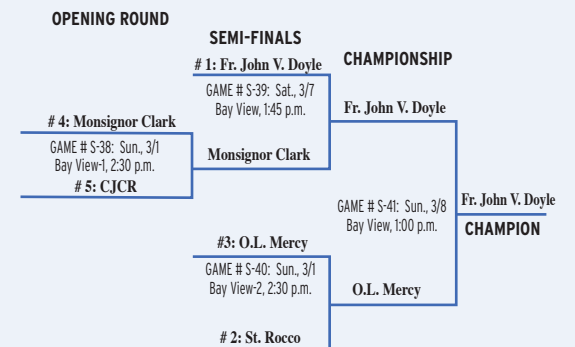 OPENING ROUND
SEMI-FINALS
CHAMPIONSHIP
# 1: Fr. John V. Doyle
GAME # S-39: Sat., 3/7
Bay View, 1:45 p.m.
Fr. John V. Doyle
# 4: Monsignor Clark
GAME # S-38: Sun., 3/1
Bay View-1, 2:30 p.m.
# 5: CJCR
Monsignor Clark
GAME # S-41: Sun., 3/8
Bay View, 1:00 p.m.
Fr. John V. Doyle
CHAMPION
#3: O.L. Mercy
GAME # S-40: Sun., 3/1
Bay View-2, 2:30 p.m.
O.L. Mercy
# 2: St. Rocco